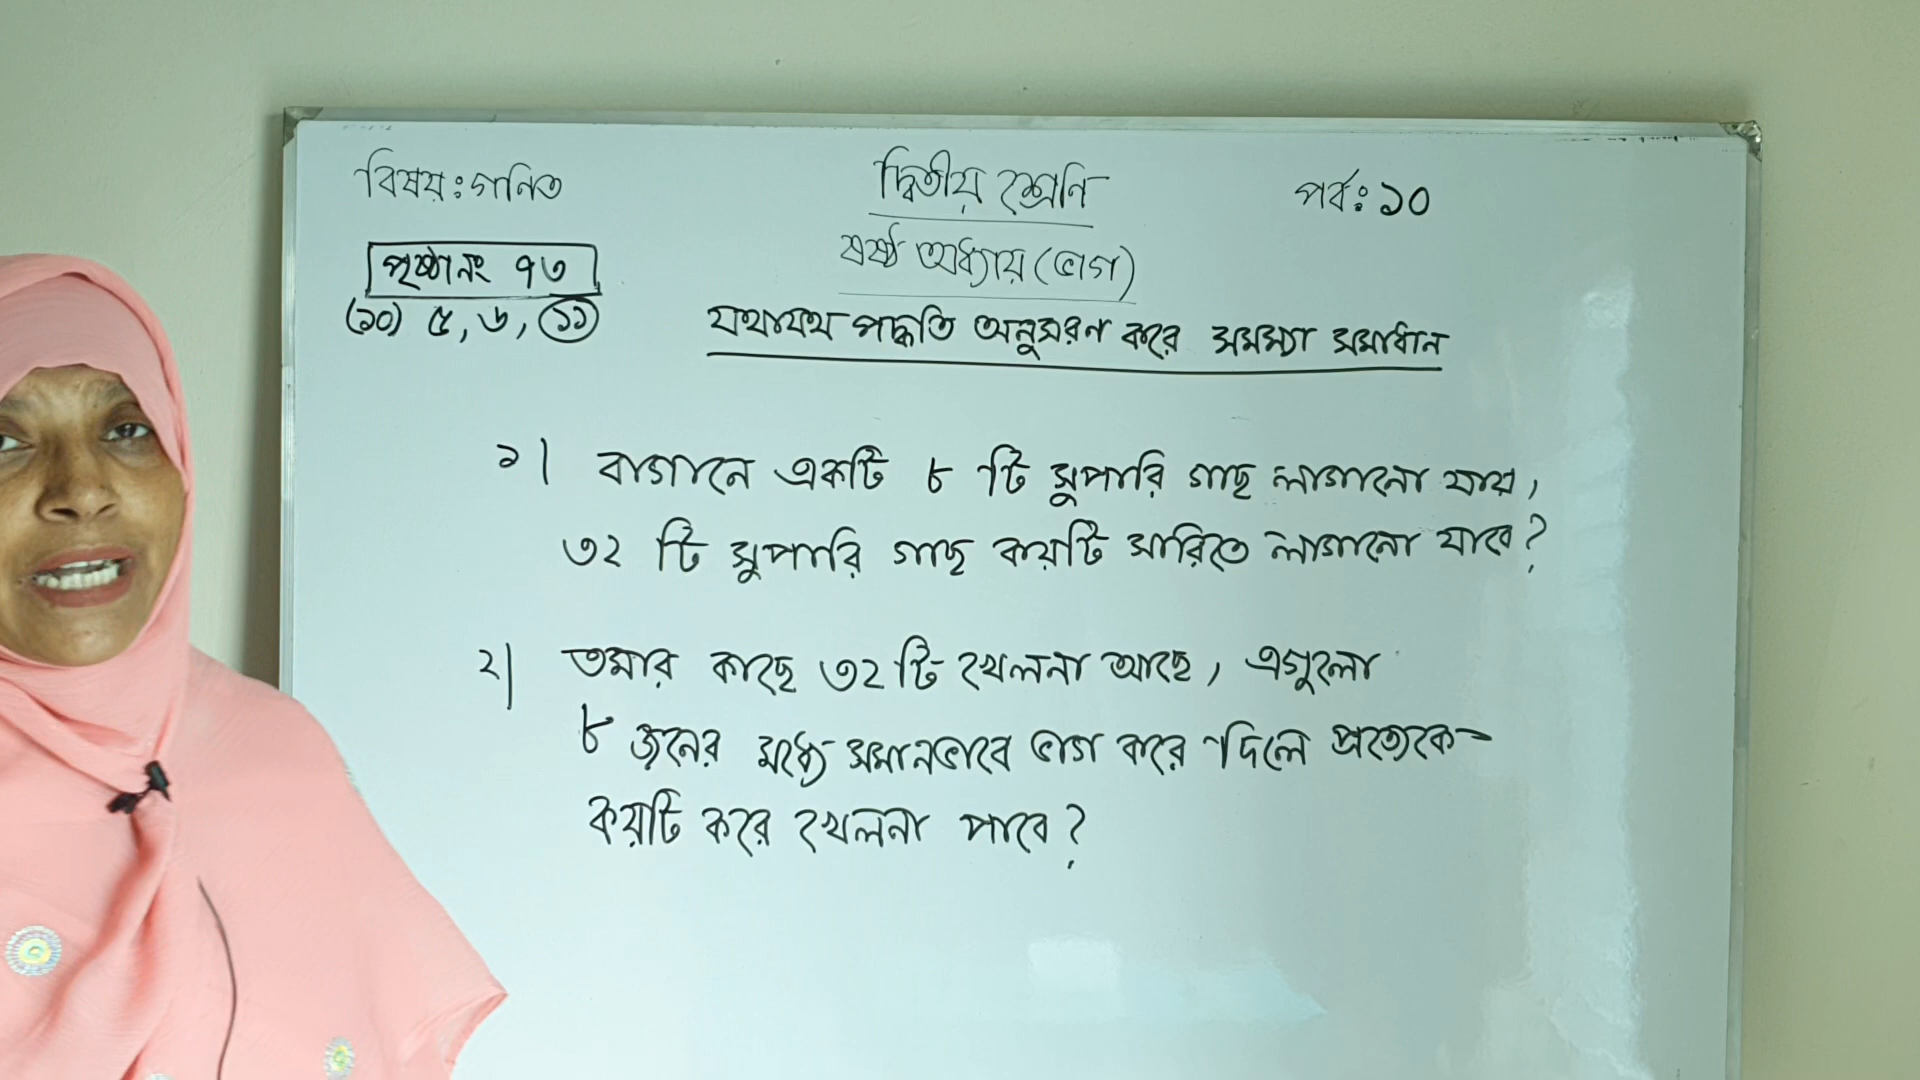 বিষয়ঃ গনিত
দ্বিতীয় শ্রেনি
পর্বঃ ১০
ষষ্ঠ অধ্যায় (ভাগ)
পৃষ্ঠা নং ৭৩
(১০) ৫, ৬, ১১
যথাযথ পদ্ধতি অনুসরণ করে সমস্যা সমাধান
১। বাগানে একটি ৮ টি সুপারি গাছ লাগানো যায়,
৩২ টি সুপারি গাছ কয়টি সারিতে লাগানো যাবে?
২। তমার কাছে ৩২ টি খেলনা আছে, এগুলো
৮ জনের মধ্যে সমানভাবে ভাগ করে দিলে প্রত্যেকে
কয়টি করে খেলনা পাবে?